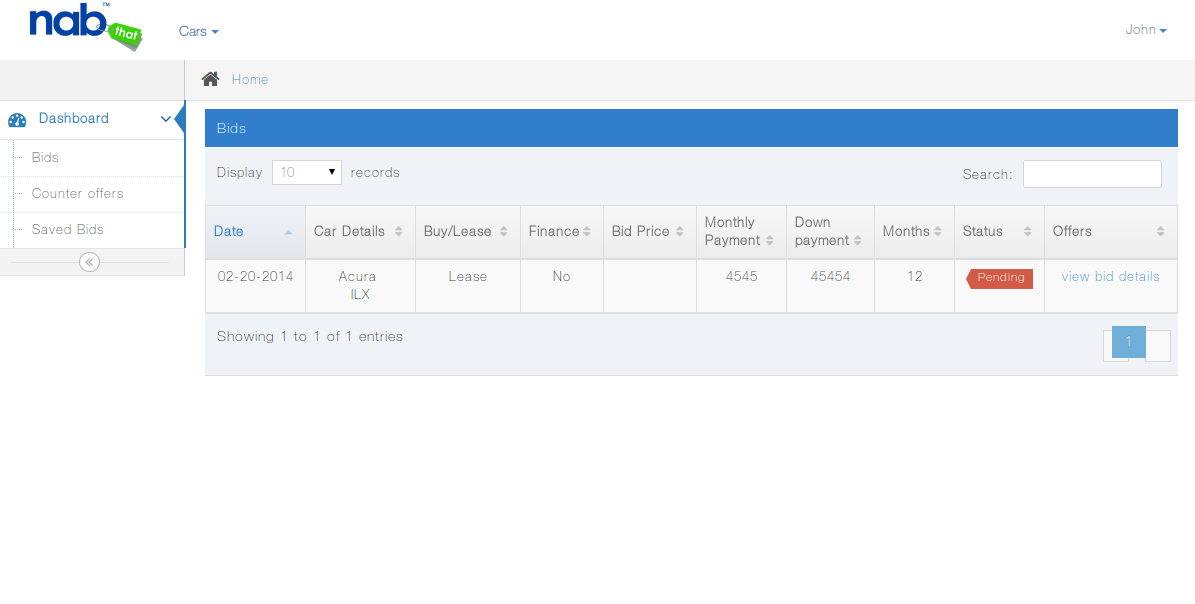 nab that ™
Cars
John
Home
Dashboard
Bids
Counter offers
Saved Bids
Bids
Display 10 records
Search:
Date
Car Details
Buy/Lease
Finance
Bid Price
Monthly
Payment
Down
payment
Months
Status
Offers
02-20-2014
Acura
ILX
Lease
No
4545
45454
12
Pending
view bid details
Showing 1 to 1 of 1 entries
1